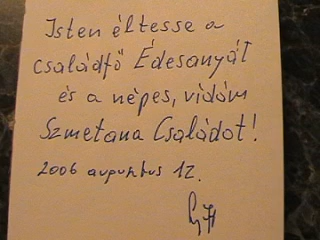 Isten éltesse a
családfő Édesanyát
és a népes, vidám
Szmetana Családot!
2006 augusztus 12.